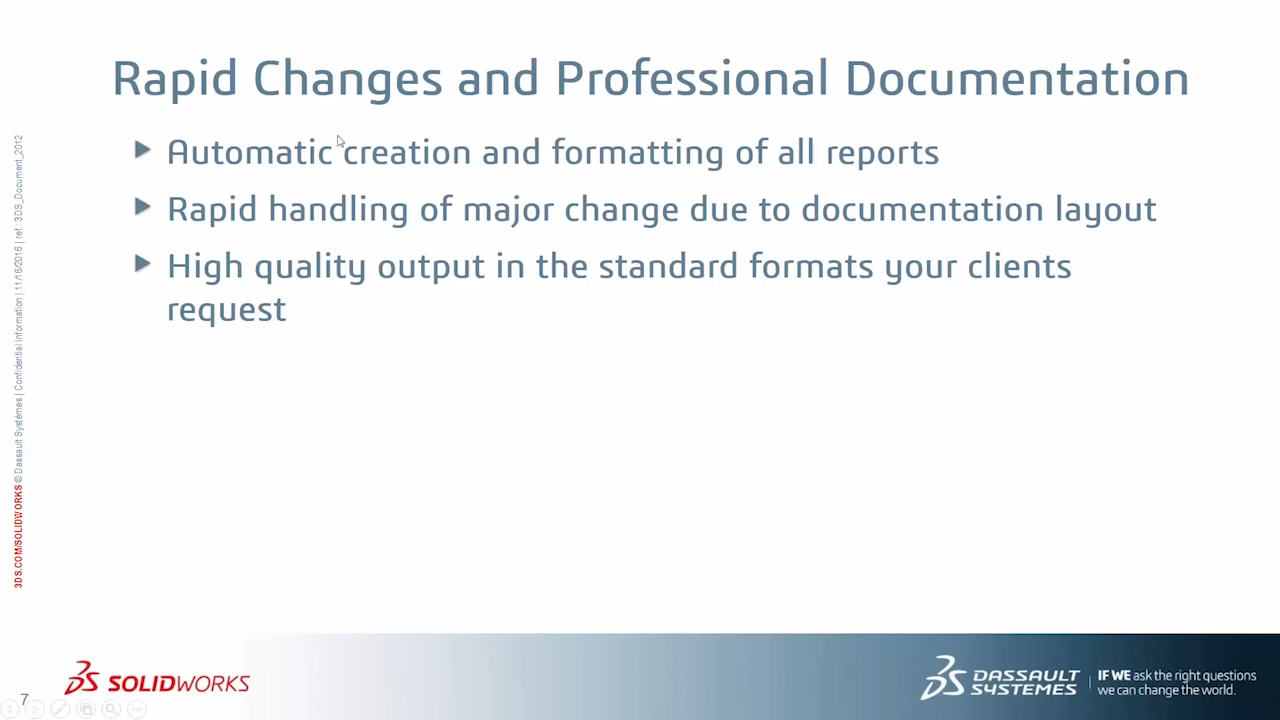 Rapid Changes and Professional Documentation
Automatic creation and formatting of all reports
Rapid handling of major change due to documentation layout
High quality output in the standard formats your clients
request
3DS.COM/SOLIDWORKS © Dassault Systèmes | Confidential Information | 11/16/2016 | ref.: 3DS_Document_2012
7
SOLIDWORKS
DASSAULT
SYSTEMES
IF WE ask the right questions
we can change the world.